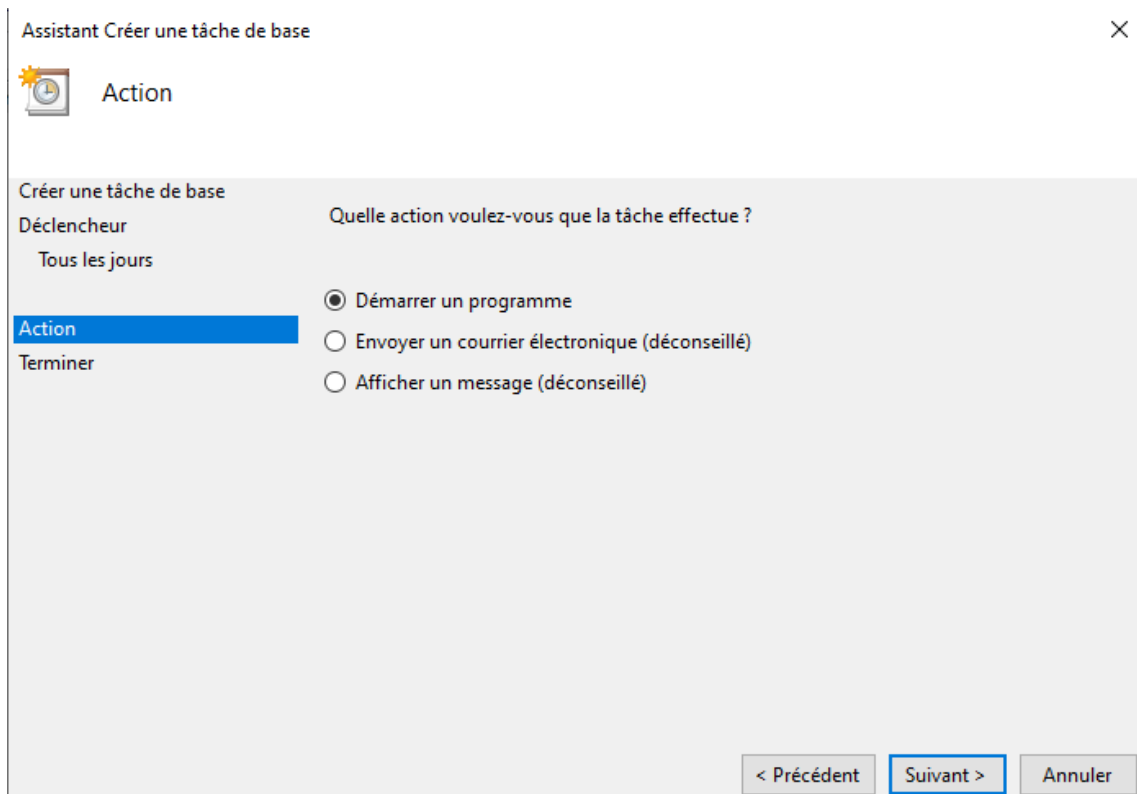 Assistant Créer une tâche de base
Action
Créer une tâche de base
Déclencheur
Tous les jours
Action
Terminer
Quelle action voulez-vous que la tâche effectue ?
Démarrer un programme
Envoyer un courrier électronique (déconseillé)
Afficher un message (déconseillé)
< Précédent
Suivant >
Annuler